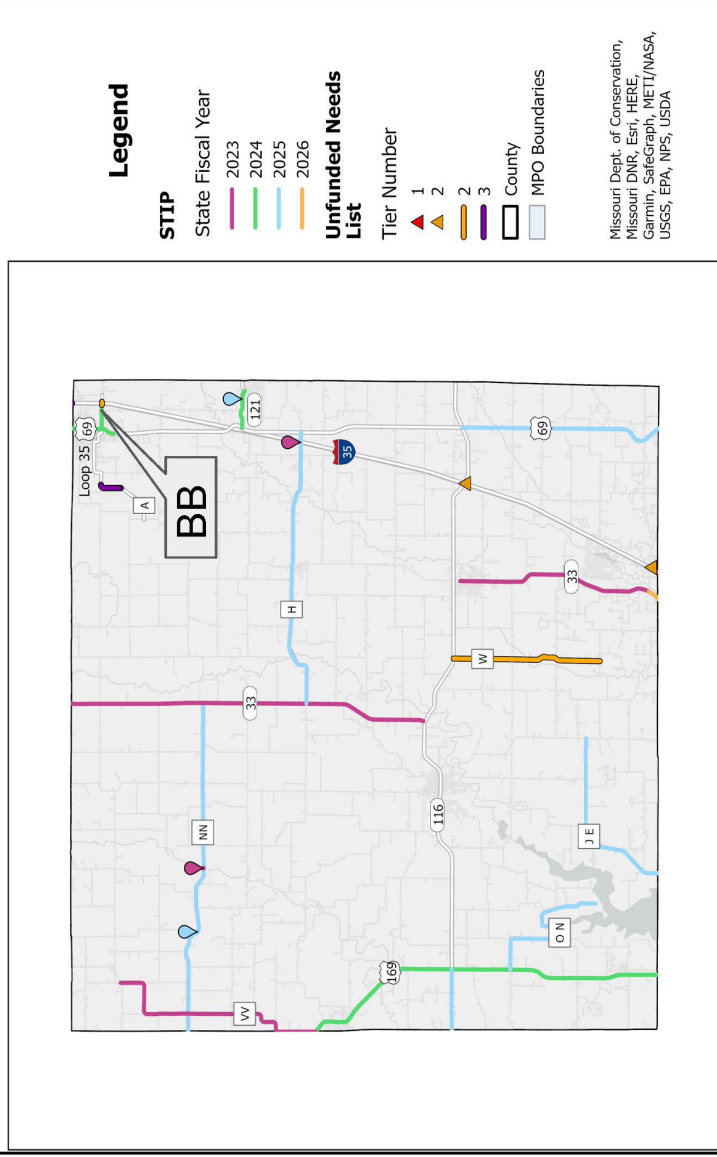 Legend
STIP
State Fiscal Year
2023
2024
2025
2026
Unfunded Needs
List
Tier Number
1
2
2
3
County
MPO Boundaries
Missouri Dept. of Conservation,
Missouri DNR, Esri, HERE,
Garmin, SafeGraph, METI/NASA,
USGS, EPA, NPS, USDA
69
Loop 35
A
BB
121
35
H
33
NN
VV
169
116
W
33
69
J E
O N